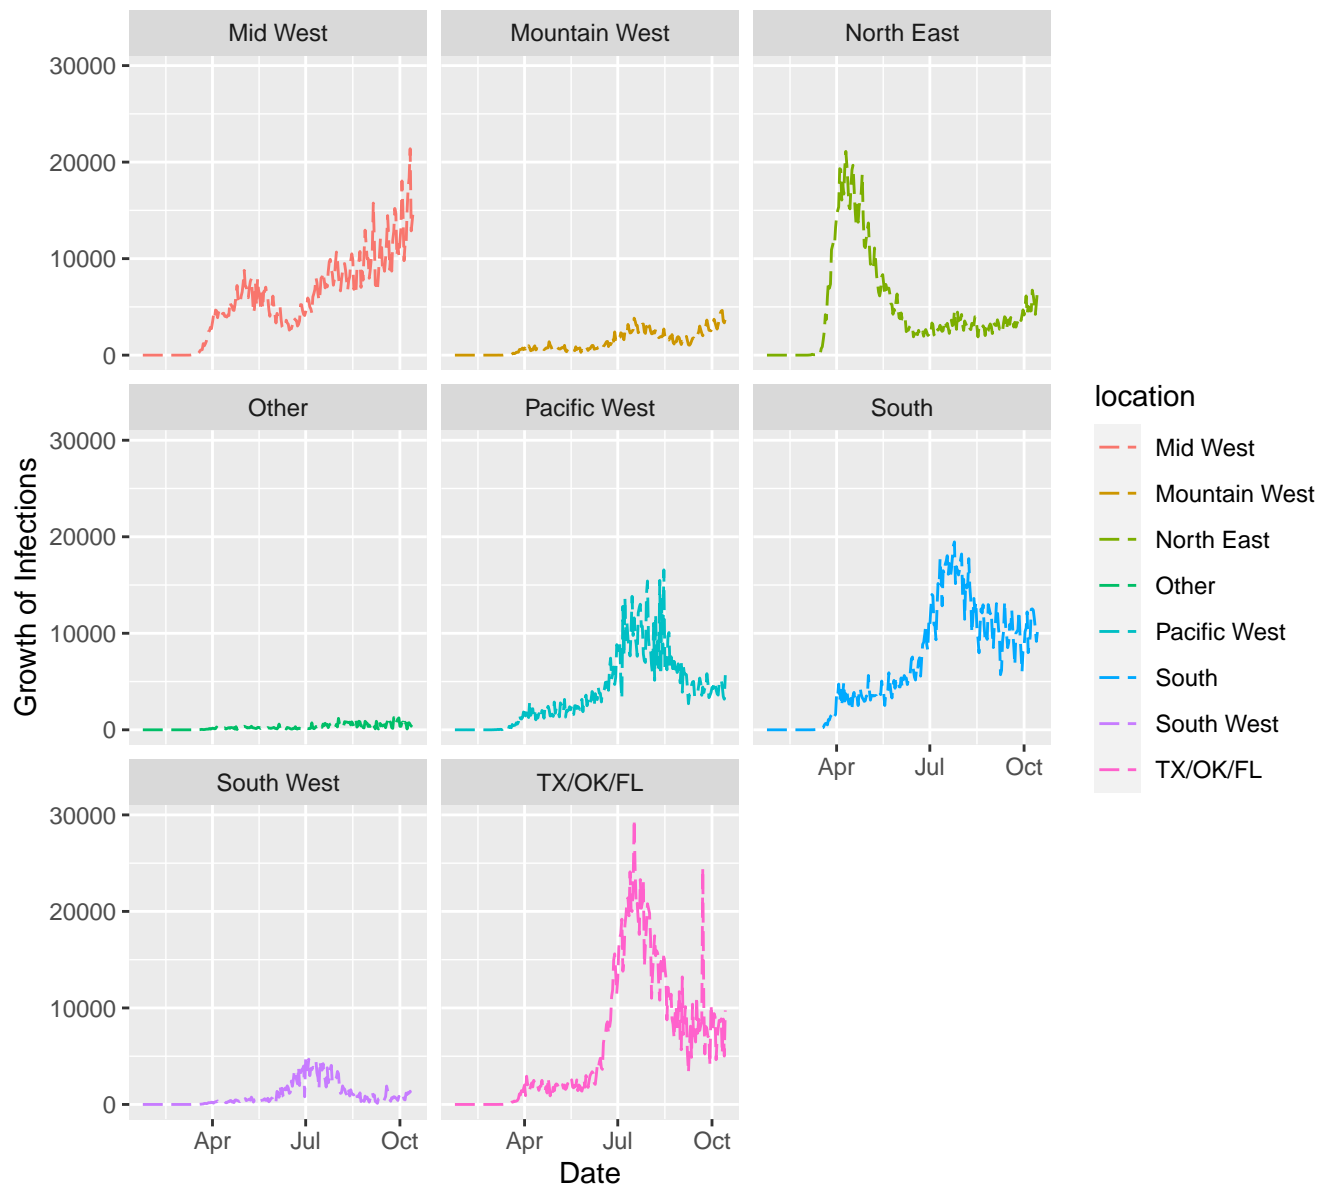 Mid West
Mountain West
North East
30000
20000
10000
0
Other
Pacific West
South
30000
20000
10000
0
Apr
Jul
Oct
South West
TX/OK/FL
30000
20000
10000
0
Apr
Jul
Oct
Apr
Jul
Oct
Date
Growth of Infections
location
Mid West
Mountain West
North East
Other
Pacific West
South
South West
TX/OK/FL